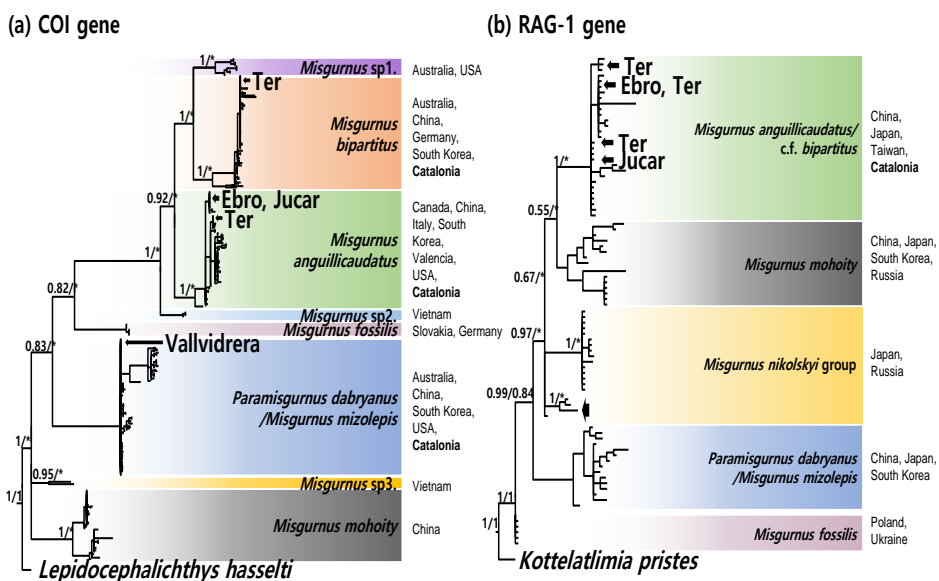 (a) COI gene
1/*
Misgurnus sp1.
Australia, USA
Ter
1/*
Misgurnus
bipartitus
Australia,
China,
Germany,
South Korea,
Catalonia
1/*
0.92/*
Ebro, Jucar
Ter
Misgurnus
anguillicaudatus
Canada, China,
Italy, South
Korea,
Valencia,
USA,
Catalonia
1/*
1/*
0.82/*
Misgurnus sp2.
Vietnam
Misgurnus fossilis
Slovakia, Germany
0.83/*
Vallvidrera
Paramisgurnus dabryanus
/Misgurnus mizolepis
Australia,
China,
South Korea,
USA,
Catalonia
1/*
0.95/*
Misgurnus sp3.
Vietnam
1/1
1/*
Misgurnus mohoity
China
Lepidocephalichthys hasselti
(b) RAG-1 gene
Ter
Ebro, Ter
Ter
Jucar
Misgurnus anguillicaudatus/
c.f. bipartitus
China,
Japan,
Taiwan,
Catalonia
1/*
0.55/*
Misgurnus mohoity
China, Japan,
South Korea,
Russia
0.67/*
0.97/*
1/*
Misgurnus nikolskyi group
Japan,
Russia
0.99/0.84
1/*
Paramisgurnus dabryanus
/Misgurnus mizolepis
China, Japan,
South Korea
1/1
1/1
Misgurnus fossilis
Poland,
Ukraine
Kottelatlimia pristes